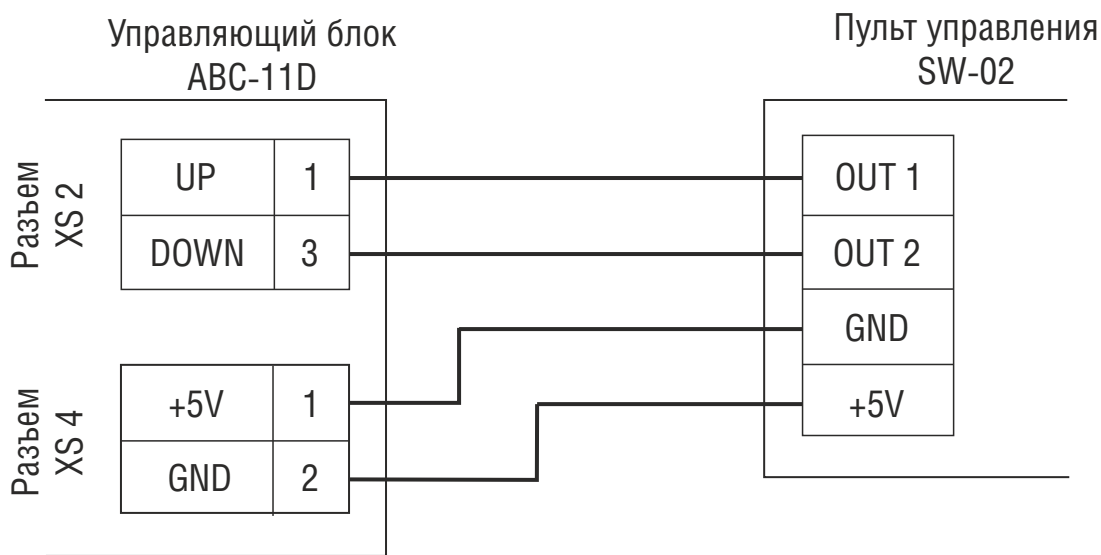 Управляющий блок
ABC-11D
Пульт управления
SW-02
Разъем
XS 2
UP 1
DOWN 3
Разъем
XS 4
+5V 1
GND 2
OUT 1
OUT 2
GND
+5V